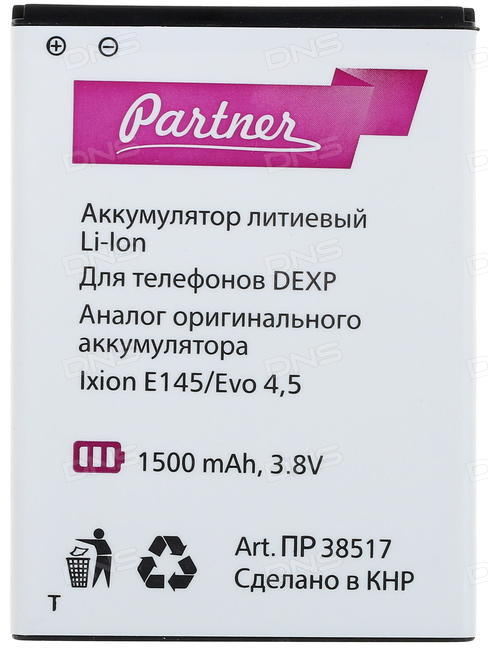 Partner
Аккумулятор литиевый
Li-Ion
Для телефонов DEXP
Аналог оригинального
аккумулятора
Ixion E145/Evo 4,5
1500 mAh, 3.8V
Art. ПР 38517
Сделано в КНР
T
DNS